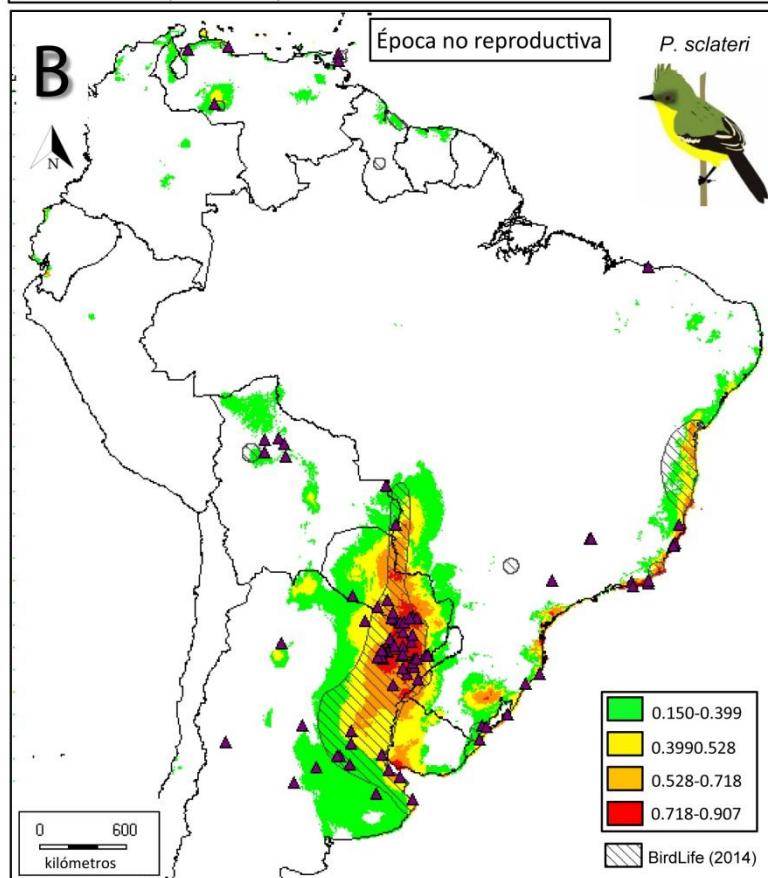 B
Época no reproductiva
P. sclateri
N
0.150-0.399
0.3990.528
0.528-0.718
0.718-0.907
BirdLife (2014)
0 600
kilómetros